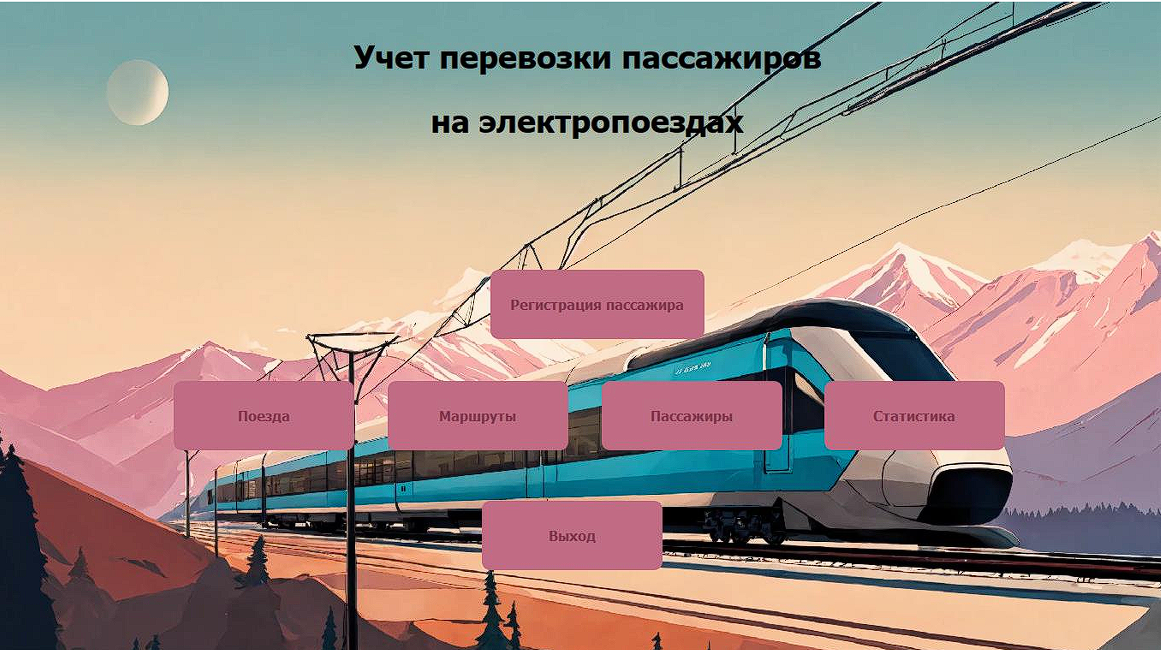 Учет перевозки пассажиров
на электропоездах
Регистрация пассажира
Поезда
Маршруты
Пассажиры
Статистика
Выход